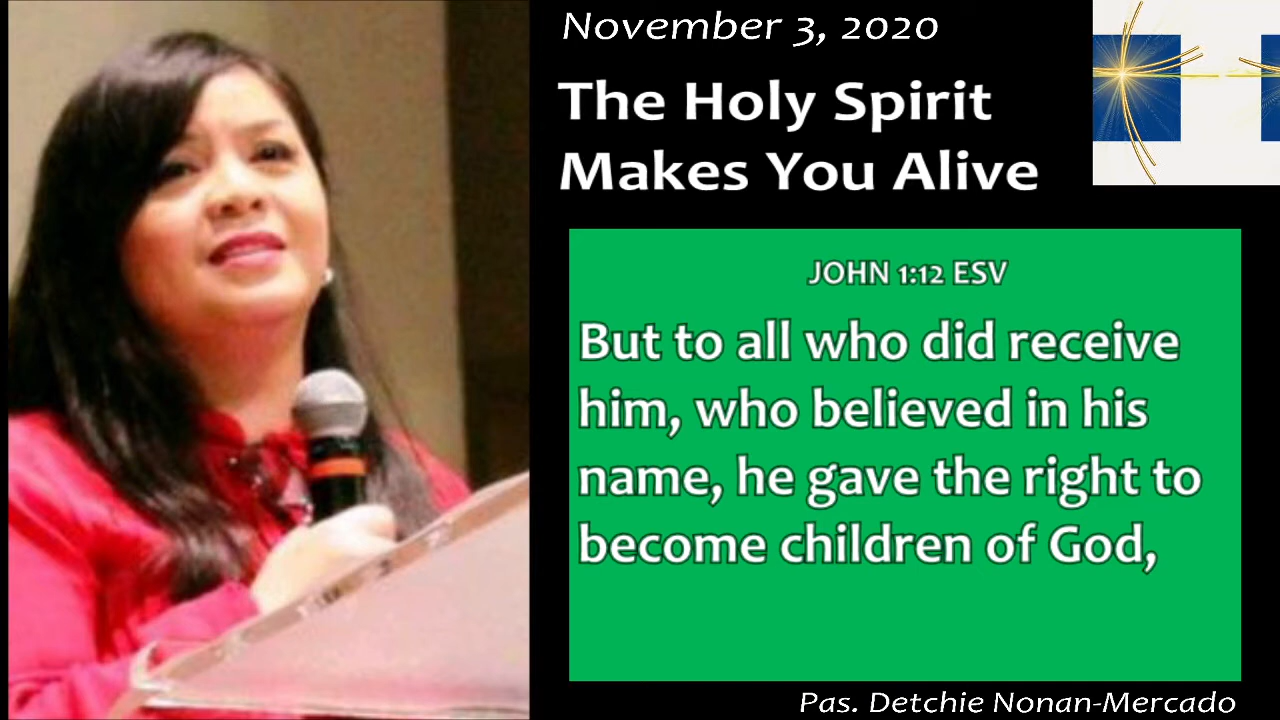 November 3, 2020
The Holy Spirit
Makes You Alive
JOHN 1:12 ESV
But to all who did receive
him, who believed in his
name, he gave the right to
become children of God,
Pas. Detchie Nonan-Mercado